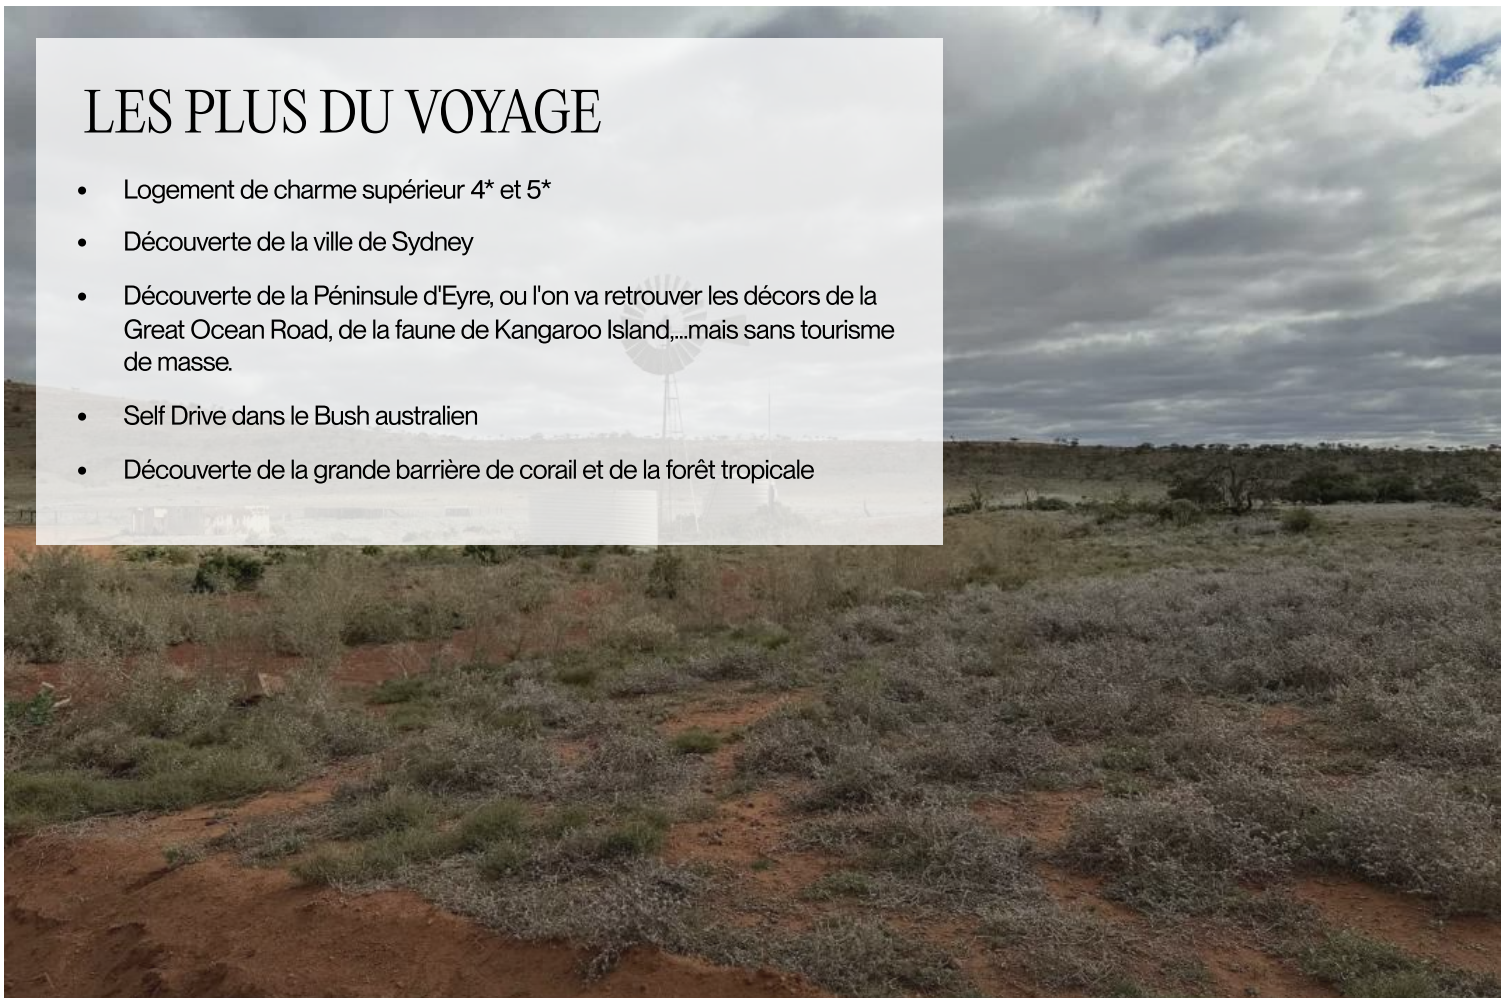 LES PLUS DU VOYAGE
• Logement de charme supérieur 4* et 5*
• Découverte de la ville de Sydney
• Découverte de la Péninsule d'Eyre, ou l'on va retrouver les décors de la
Great Ocean Road, de la faune de Kangaroo Island,...mais sans tourisme
de masse.
• Self Drive dans le Bush australien
• Découverte de la grande barrière de corail et de la forêt tropicale